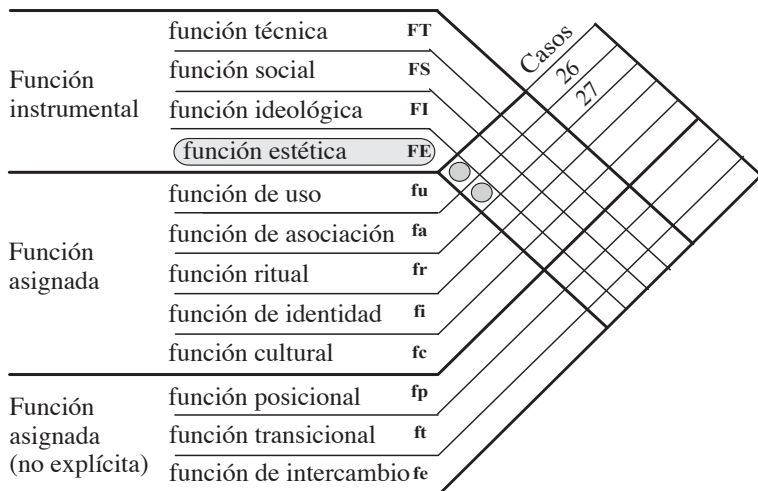 función técnica FT
función social FS
Función
instrumental
función ideológica FI
función estética FE
función de uso fu
función de asociación fa
Función
asignada
función ritual fr
función de identidad fi
función cultural fc
función posicional fp
Función
asignada
(no explícita)
función transicional ft
función de intercambio fe
Casos
26
27